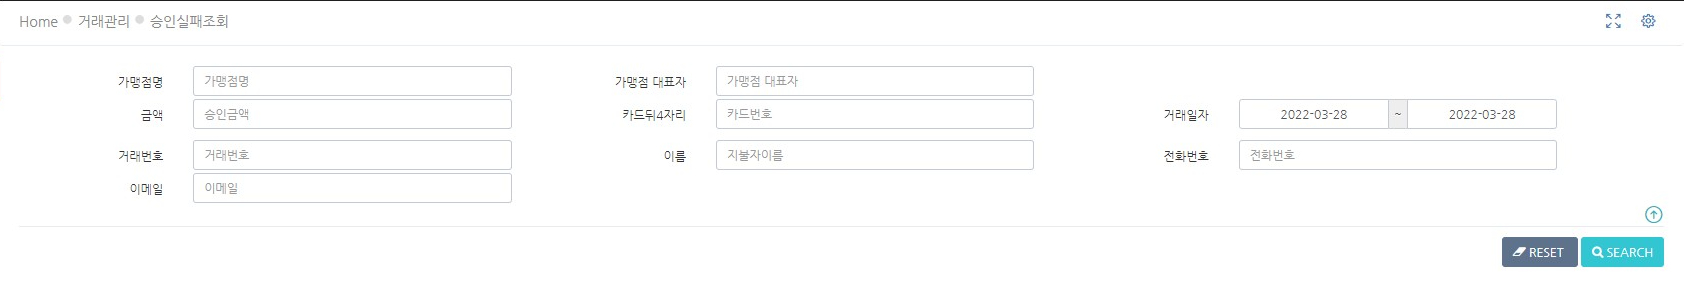 Home 거래관리 승인실패조회
가맹점명 가맹점명 가맹점 대표자 가맹점 대표자
금액 승인금액 카드뒤4자리 카드번호 거래일자 2022-03-28 ~ 2022-03-28
거래번호 거래번호 이름 지불자이름 전화번호 전화번호
이메일 이메일
RESET SEARCH